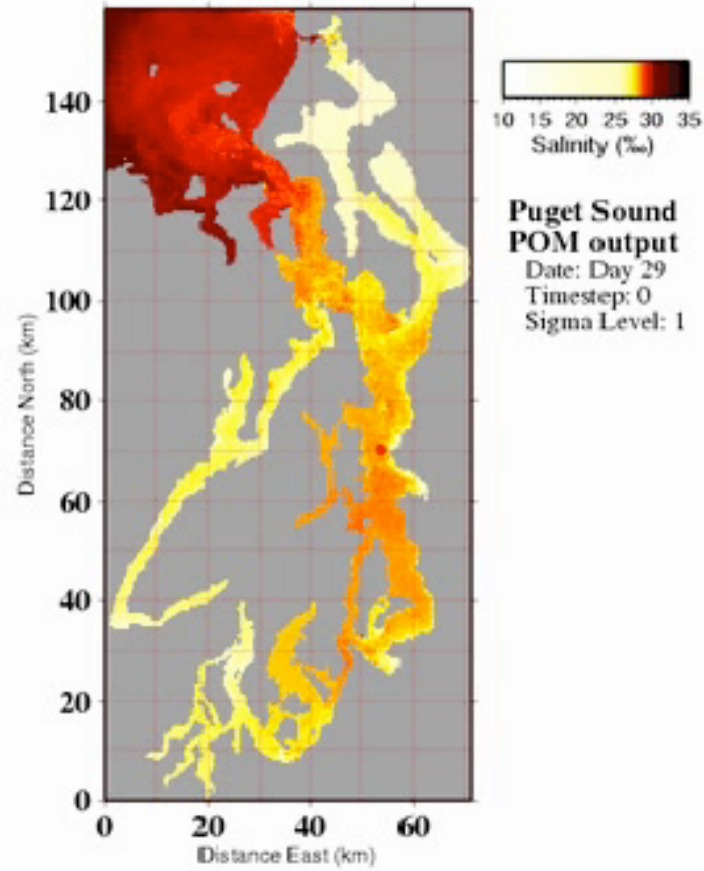 140
120
100
80
60
40
20
0
0 20 40 60
Distance East (km)
Distance North (km)
10 15 20 25 30 35
Salinity (‰)
Puget Sound
POM output
Date: Day 29
Timestep: 0
Sigma Level: 1